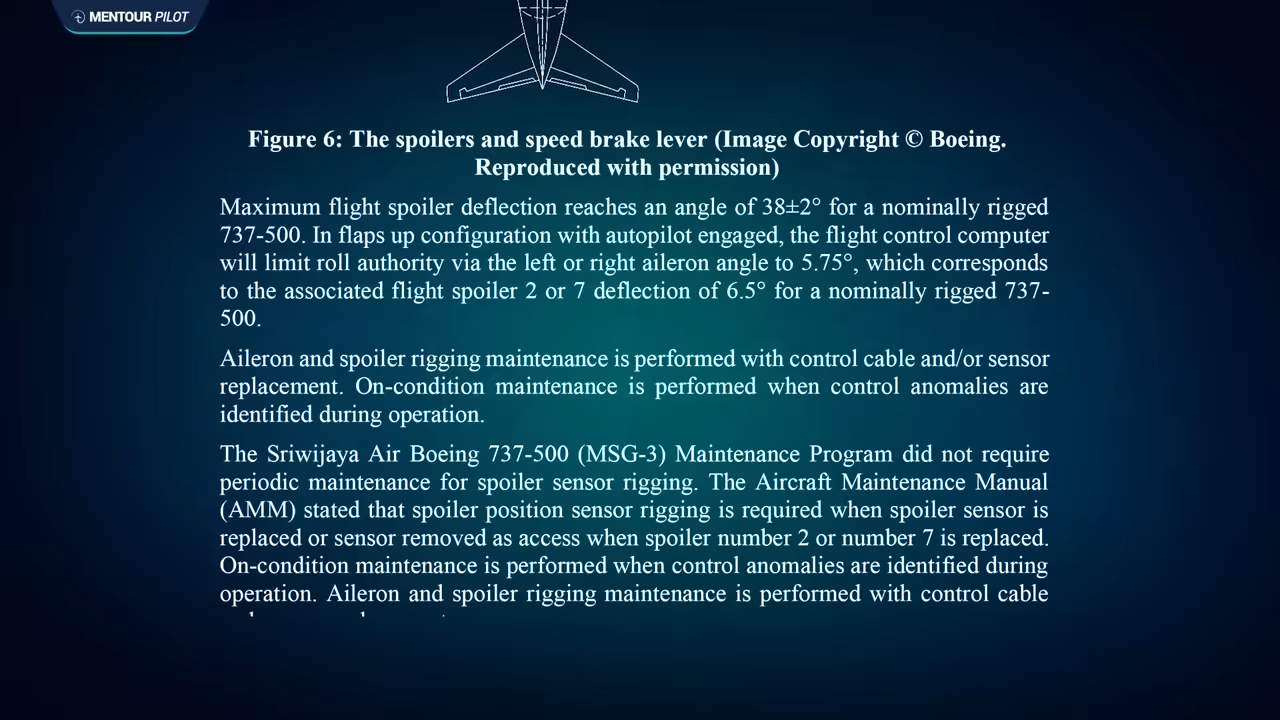 MENTOUR PILOT
Figure 6: The spoilers and speed brake lever (Image Copyright © Boeing.
Reproduced with permission)
Maximum flight spoiler deflection reaches an angle of 38±2° for a nominally rigged
737-500. In flaps up configuration with autopilot engaged, the flight control computer
will limit roll authority via the left or right aileron angle to 5.75°, which corresponds
to the associated flight spoiler 2 or 7 deflection of 6.5° for a nominally rigged 737-
500.
Aileron and spoiler rigging maintenance is performed with control cable and/or sensor
replacement. On-condition maintenance is performed when control anomalies are
identified during operation.
The Sriwijaya Air Boeing 737-500 (MSG-3) Maintenance Program did not require
periodic maintenance for spoiler sensor rigging. The Aircraft Maintenance Manual
(AMM) stated that spoiler position sensor rigging is required when spoiler sensor is
replaced or sensor removed as access when spoiler number 2 or number 7 is replaced.
On-condition maintenance is performed when control anomalies are identified during
operation. Aileron and spoiler rigging maintenance is performed with control cable